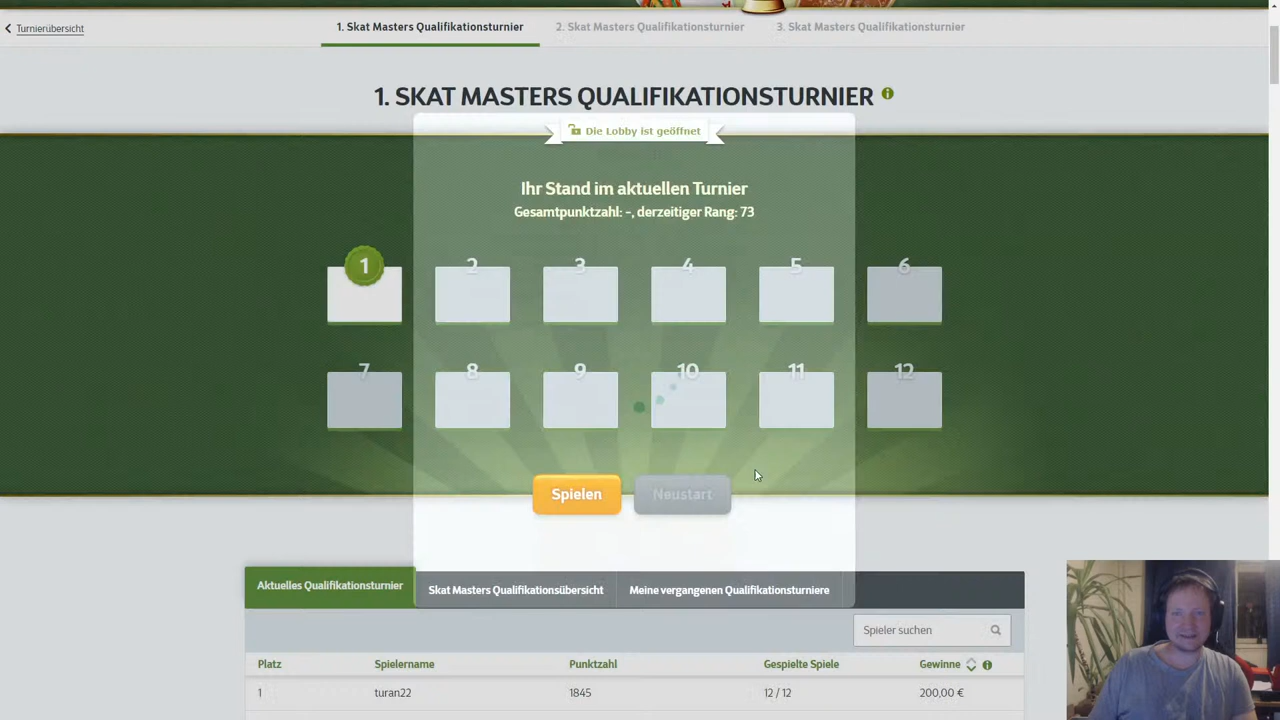 Turnierübersicht
1. Skat Masters Qualifikationsturnier
2. Skat Masters Qualifikationsturnier
3. Skat Masters Qualifikationsturnier
1. SKAT MASTERS QUALIFIKATIONSTURNIER
Die Lobby ist geöffnet
Ihr Stand im aktuellen Turnier
Gesamtpunktzahl: -, derzeitiger Rang: 73
1 2 3 4 5 6
7 8 9 10 11 12
Spielen Neustart
Aktuelles Qualifikationsturnier Skat Masters Qualifikationsübersicht Meine vergangenen Qualifikationsturniere
Spieler suchen
Platz Spielername Punktzahl Gespielte Spiele Gewinne
1 turan22 1845 12 / 12 200,00 €